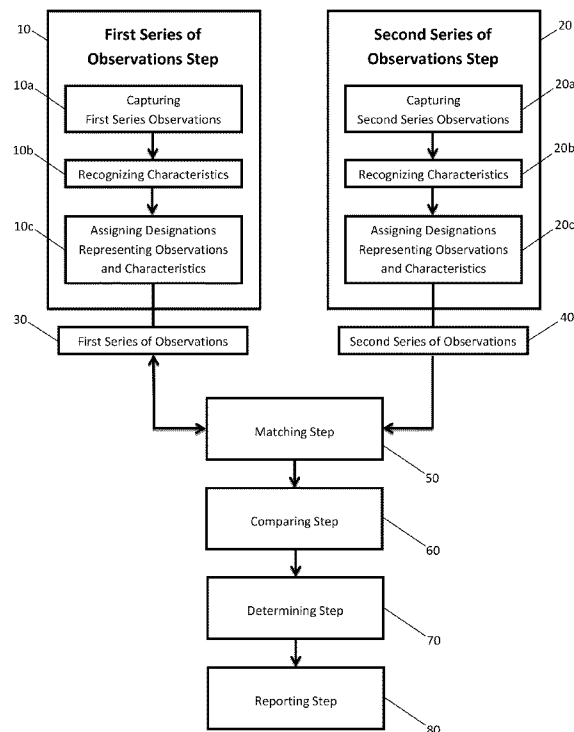 10
First Series of
Observations Step
10a
Capturing
First Series Observations
10b
Recognizing Characteristics
10c
Assigning Designations
Representing Observations
and Characteristics
30
First Series of Observations
20
Second Series of
Observations Step
20a
Capturing
Second Series Observations
20b
Recognizing Characteristics
20c
Assigning Designations
Representing Observations
and Characteristics
40
Second Series of Observations
Matching Step
50
Comparing Step
60
Determining Step
70
Reporting Step
80